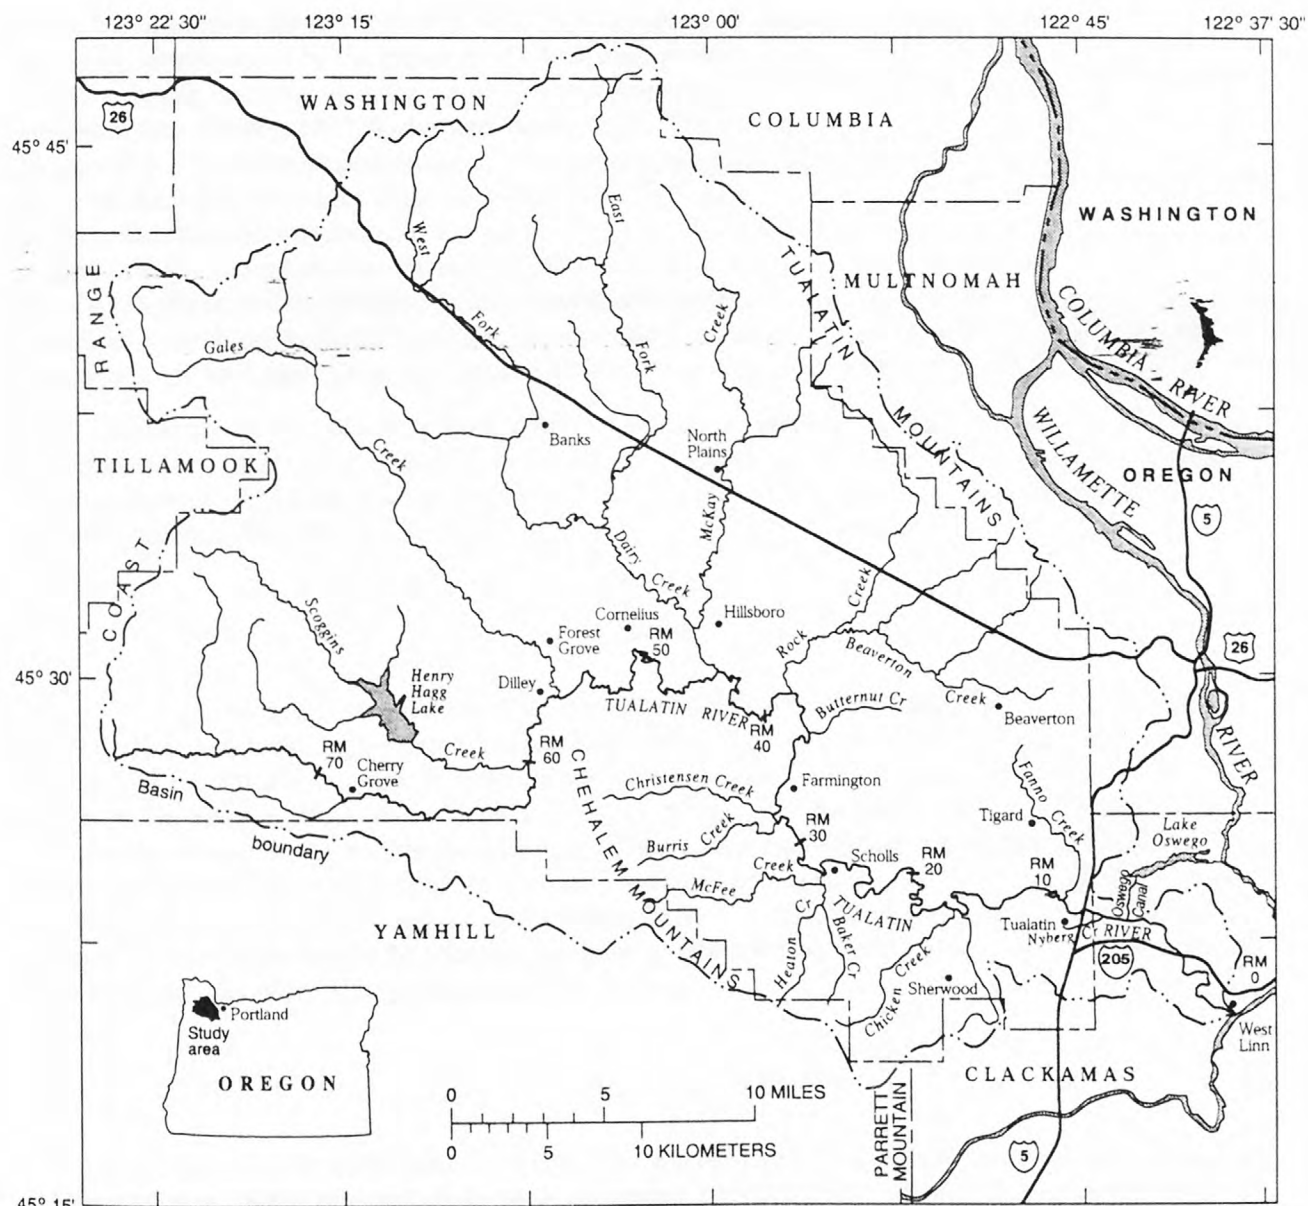 123° 22' 30"
123° 15'
123° 00'
122° 45'
122° 37' 30"
WASHINGTON
26
COLUMBIA
45° 45'
East
WASHINGTON
West
TUALATIN
MULTNOMAH
RANGE
COLUMBIA RIVER
Gales
Fork
Fork
Creek
MOUNTAINS
WILLAMETTE
Creek
Banks
North
Plains
TILLAMOOK
OREGON
McKay
5
COAST
Dairy
Creek
Creek
Scoggins
Cornelius
Hillsboro
Forest
Grove
RM
50
Rock
Beaverton
Creek
26
45° 30'
Henry
Hagg
Lake
Dilley
TUALATIN RIVER
Butternut Cr
Beaverton
RM
40
RIVER
RM
70
Creek
RM
60
Cherry
Grove
CHEHALEM MOUNTAINS
Christensen Creek
Farmington
Fanno
Creek
Basin
boundary
Tigard
Lake
Oswego
Burris Creek
RM
30
Scholls
RM
20
RM
10
McFee
Creek
Oswego
Canal
Cr
TUALATIN
Tualatin
Nyberg Cr
RIVER
YAMHILL
Heaton
Baker Cr
Chicken Creek
Sherwood
205
RM
0
West
Linn
Portland
Study
area
OREGON
CLACKAMAS
0 5 10 MILES
0 5 10 KILOMETERS
PARRETT
MOUNTAIN
5
45° 15'